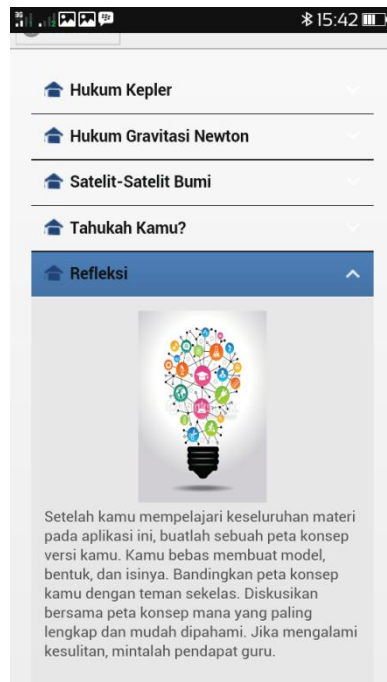 3G
15:42
Hukum Kepler
Hukum Gravitasi Newton
Satelit-Satelit Bumi
Tahukah Kamu?
Refleksi
Setelah kamu mempelajari keseluruhan materi
pada aplikasi ini, buatlah sebuah peta konsep
versi kamu. Kamu bebas membuat model,
bentuk, dan isinya. Bandingkan peta konsep
kamu dengan teman sekelas. Diskusikan
bersama peta konsep mana yang paling
lengkap dan mudah dipahami. Jika mengalami
kesulitan, mintalah pendapat guru.